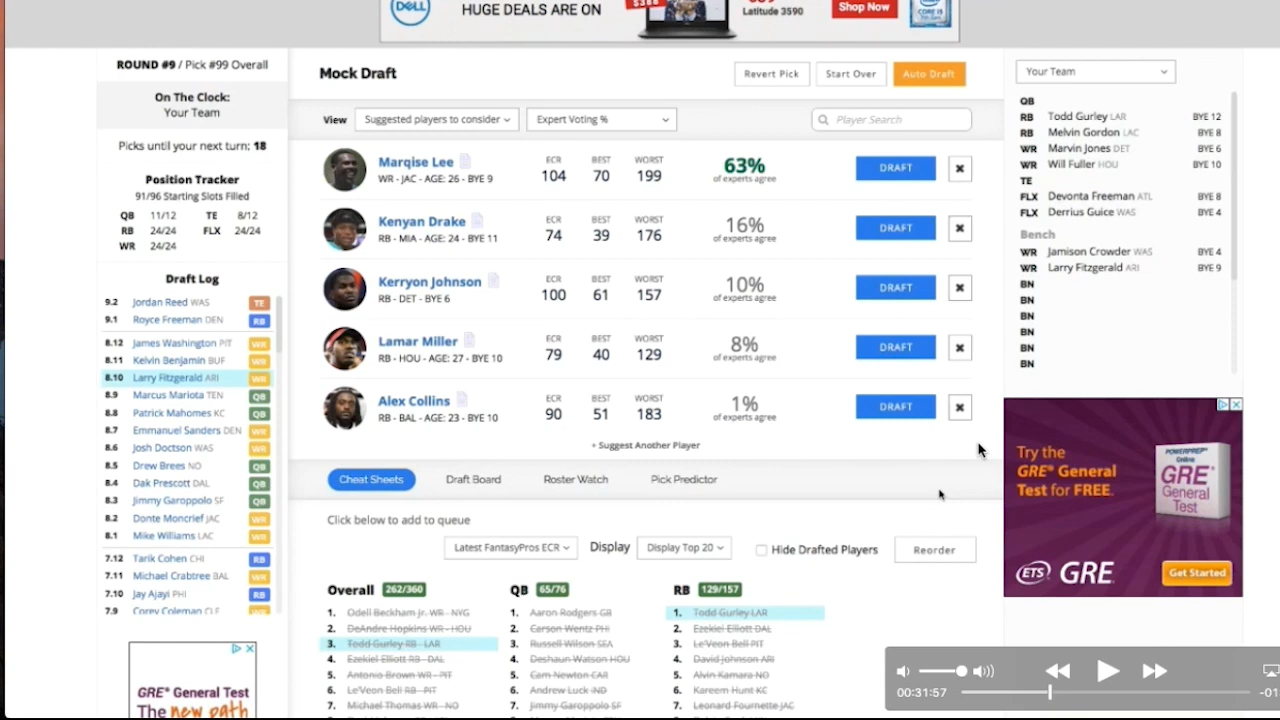 DELL
HUGE DEALS ARE ON
Latitude 3590
Shop Now
ROUND #9 / Pick #99 Overall
On The Clock:
Your Team
Picks until your next turn: 18
Position Tracker
91/96 Starting Slots Filled
QB 11/12 TE 8/12
RB 24/24 FLX 24/24
WR 24/24
Draft Log
9.2 Jordan Reed WAS TE
9.1 Royce Freeman DEN RB
8.12 James Washington PIT WR
8.11 Kelvin Benjamin BUF WR
8.10 Larry Fitzgerald ARI WR
8.9 Marcus Mariota TEN QB
8.8 Patrick Mahomes KC QB
8.7 Emmanuel Sanders DEN WR
8.6 Josh Doctson WAS WR
8.5 Drew Brees NO QB
8.4 Dak Prescott DAL QB
8.3 Jimmy Garoppolo SF QB
8.2 Donte Moncrief JAC WR
8.1 Mike Williams LAC WR
7.12 Tarik Cohen CHI RB
7.11 Michael Crabtree BAL WR
7.10 Jay Ajayi PHI RB
7.9 Corey Coleman CLE WR
GRE® General Test
The new path
Mock Draft
Revert Pick Start Over Auto Draft
View Suggested players to consider Expert Voting % Player Search
Marqise Lee ECR BEST WORST 63% DRAFT
WR - JAC - AGE: 26 - BYE 9 104 70 199 of experts agree
Kenyan Drake ECR BEST WORST 16% DRAFT
RB - MIA - AGE: 24 - BYE 11 74 39 176 of experts agree
Kerryon Johnson ECR BEST WORST 10% DRAFT
RB - DET - BYE 6 100 61 157 of experts agree
Lamar Miller ECR BEST WORST 8% DRAFT
RB - HOU - AGE: 27 - BYE 10 79 40 129 of experts agree
Alex Collins ECR BEST WORST 1% DRAFT
RB - BAL - AGE: 23 - BYE 10 90 51 183 of experts agree
+ Suggest Another Player
Cheat Sheets Draft Board Roster Watch Pick Predictor
Click below to add to queue
Latest FantasyPros ECR Display Display Top 20 Hide Drafted Players Reorder
Overall 262/360 QB 65/76 RB 129/157
1. Odell Beckham Jr. WR - NYG 1. Aaron Rodgers GB 1. Todd Gurley LAR
2. DeAndre Hopkins WR - HOU 2. Carson Wentz PHI 2. Ezekiel Elliott DAL
3. Todd Gurley RB - LAR 3. Russell Wilson SEA 3. Le'Veon Bell PIT
4. Ezekiel Elliott RB - DAL 4. Deshaun Watson HOU 4. David Johnson ARI
5. Antonio Brown WR - PIT 5. Cam Newton CAR 5. Alvin Kamara NO
6. Le'Veon Bell RB - PIT 6. Andrew Luck IND 6. Kareem Hunt KC
7. Michael Thomas WR - NO 7. Jimmy Garoppolo SF 7. Leonard Fournette JAC
Your Team
QB
RB Todd Gurley LAR BYE 12
RB Melvin Gordon LAC BYE 8
WR Marvin Jones DET BYE 6
WR Will Fuller HOU BYE 10
TE
FLX Devonta Freeman ATL BYE 8
FLX Derrius Guice WAS BYE 4
Bench
WR Jamison Crowder WAS BYE 4
WR Larry Fitzgerald ARI BYE 9
BN
BN
BN
BN
BN
BN
Try the
GRE® General
Test for FREE.
POWERPREP
Online
GRE®
General
Test
ETS GRE.
Get Started
00:31:57 -01